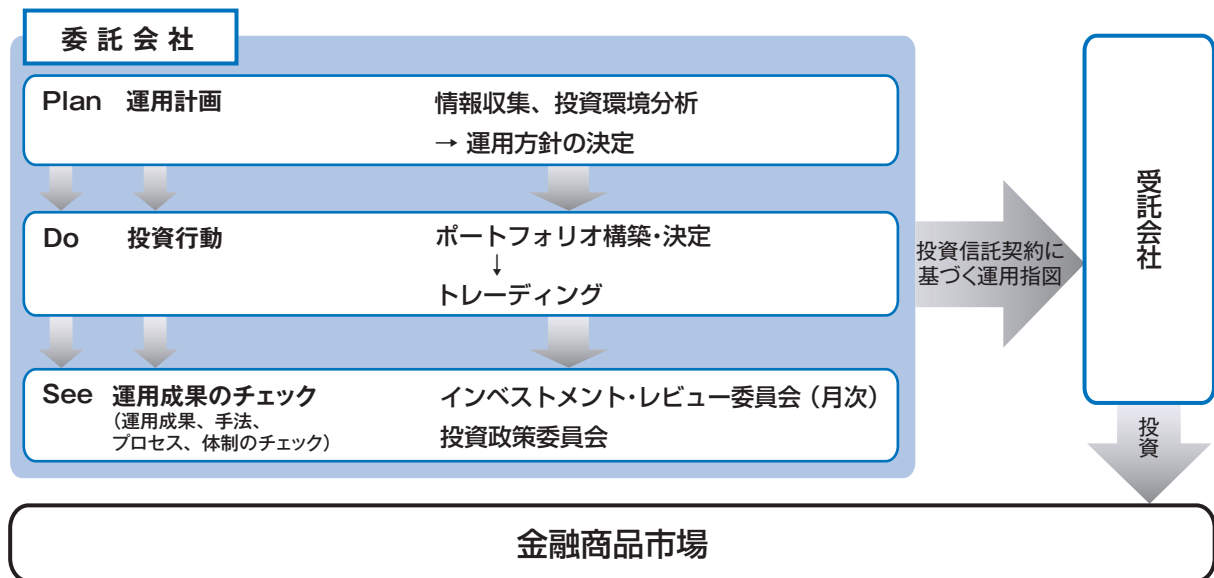 委託会社
Plan 運用計画 情報収集、投資環境分析
→ 運用方針の決定
Do 投資行動 ポートフォリオ構築・決定
↓
トレーディング
See 運用成果のチェック インベストメント・レビュー委員会（月次）
（運用成果、手法、
プロセス、体制のチェック） 投資政策委員会
投資信託契約に
基づく運用指図
受託会社
投資
金融商品市場